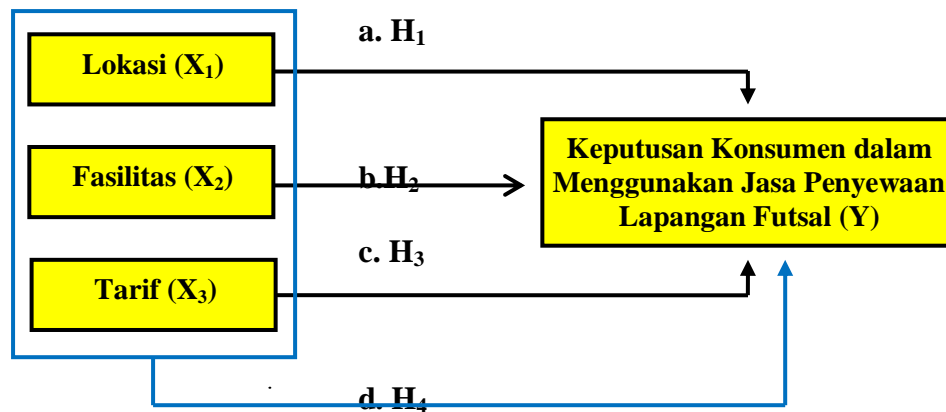 a. H₁
Lokasi (X₁)
Fasilitas (X₂)
b.H₂
Keputusan Konsumen dalam
Menggunakan Jasa Penyewaan
Lapangan Futsal (Y)
c. H₃
Tarif (X₃)
d. H₄